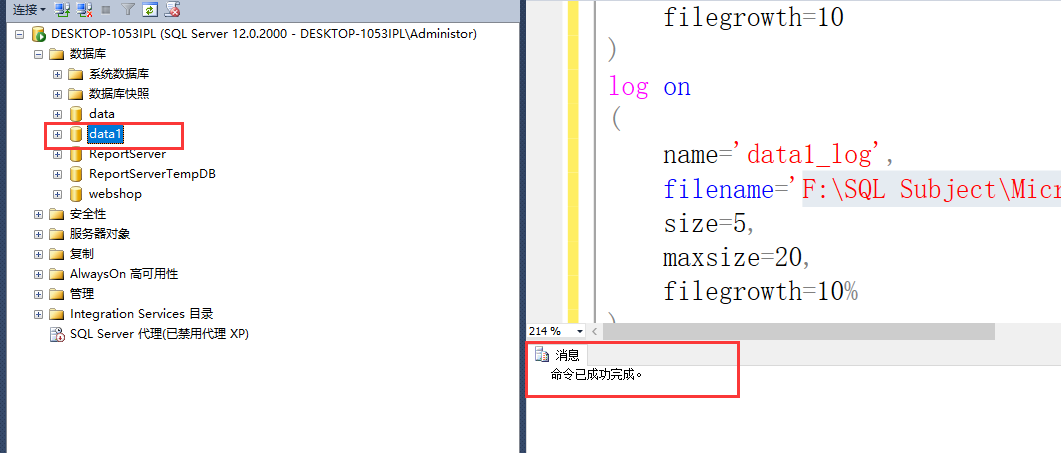 连接
DESKTOP-1053IPL (SQL Server 12.0.2000 - DESKTOP-1053IPL\Administor)
数据库
系统数据库
数据库快照
data
data1
ReportServer
ReportServerTempDB
webshop
安全性
服务器对象
复制
AlwaysOn 高可用性
管理
Integration Services 目录
SQL Server 代理(已禁用代理 XP)
filegrowth=10
)
log on
(
name='data1_log',
filename='F:\SQL Subject\Micr
size=5,
maxsize=20,
filegrowth=10%
)
214 %
消息
命令已成功完成。